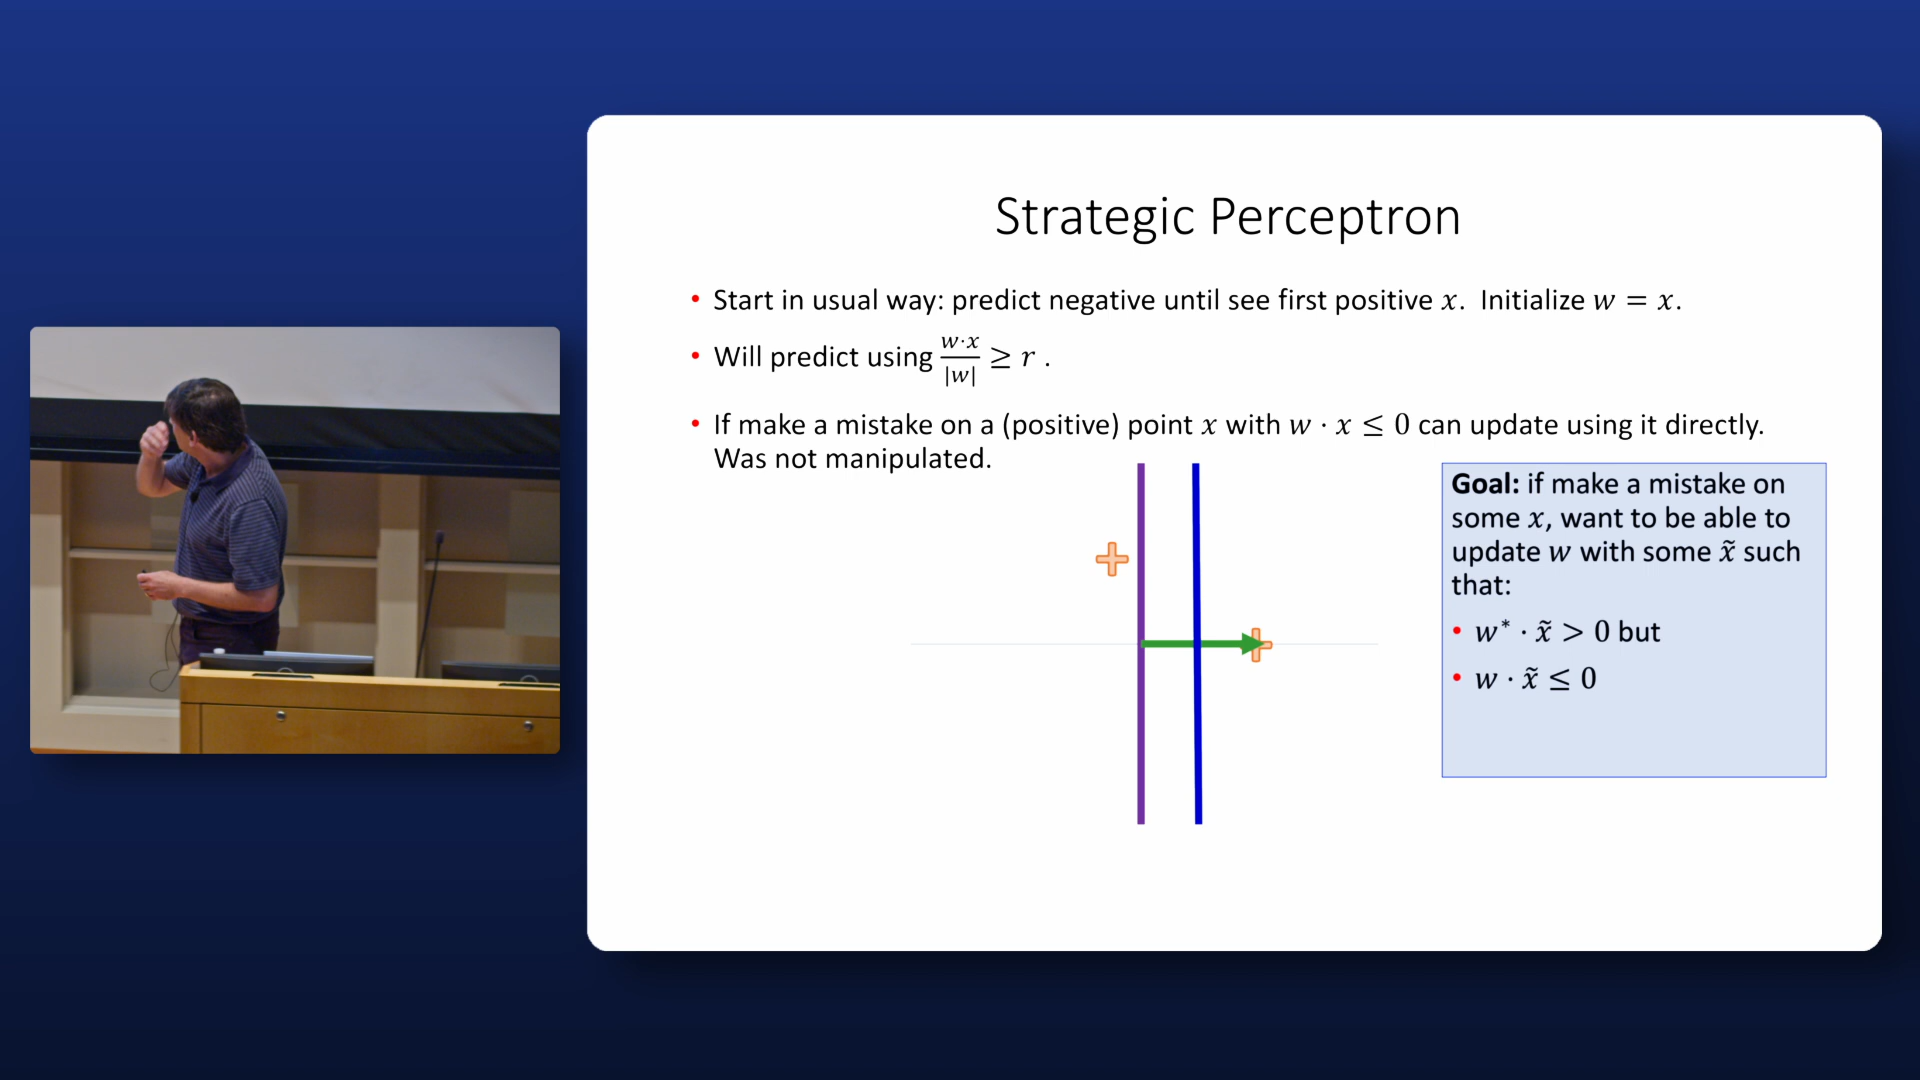 Strategic Perceptron
• Start in usual way: predict negative until see first positive x. Initialize w = x.
• Will predict using w·x / |w| ≥ r .
• If make a mistake on a (positive) point x with w · x ≤ 0 can update using it directly.
Was not manipulated.
Goal: if make a mistake on
some x, want to be able to
update w with some x̃ such
that:
• w* · x̃ > 0 but
• w · x̃ ≤ 0